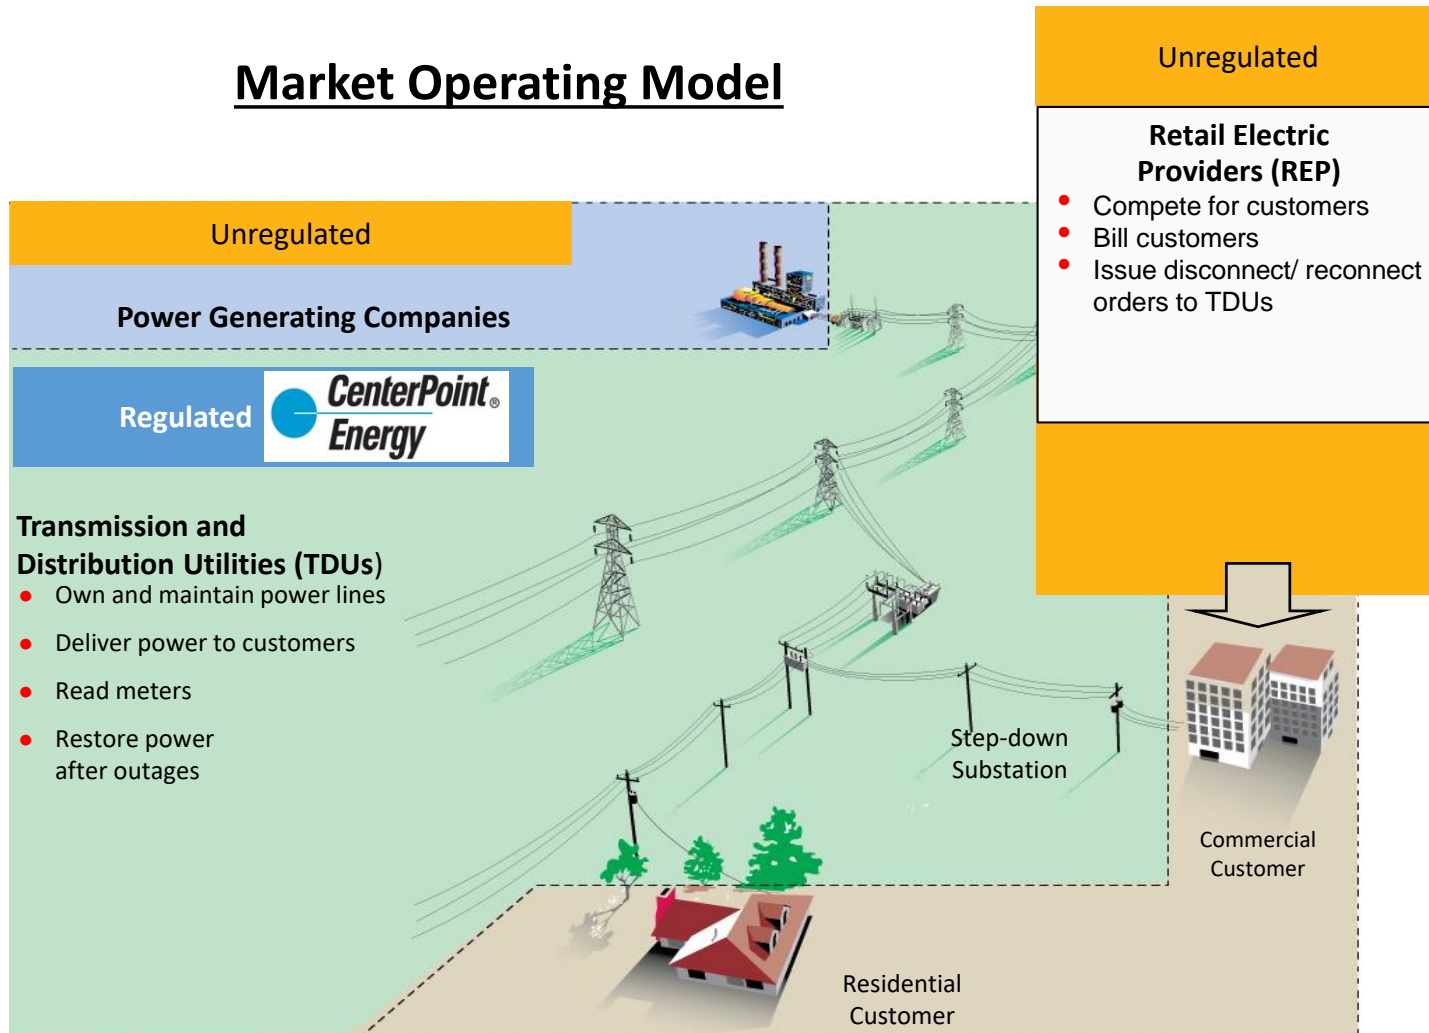 Market Operating Model
Unregulated
Retail Electric
Providers (REP)
• Compete for customers
• Bill customers
• Issue disconnect/ reconnect
orders to TDUs
Unregulated
Power Generating Companies
Regulated
CenterPoint®
Energy
Transmission and
Distribution Utilities (TDUs)
• Own and maintain power lines
• Deliver power to customers
• Read meters
• Restore power
after outages
Step-down
Substation
Commercial
Customer
Residential
Customer